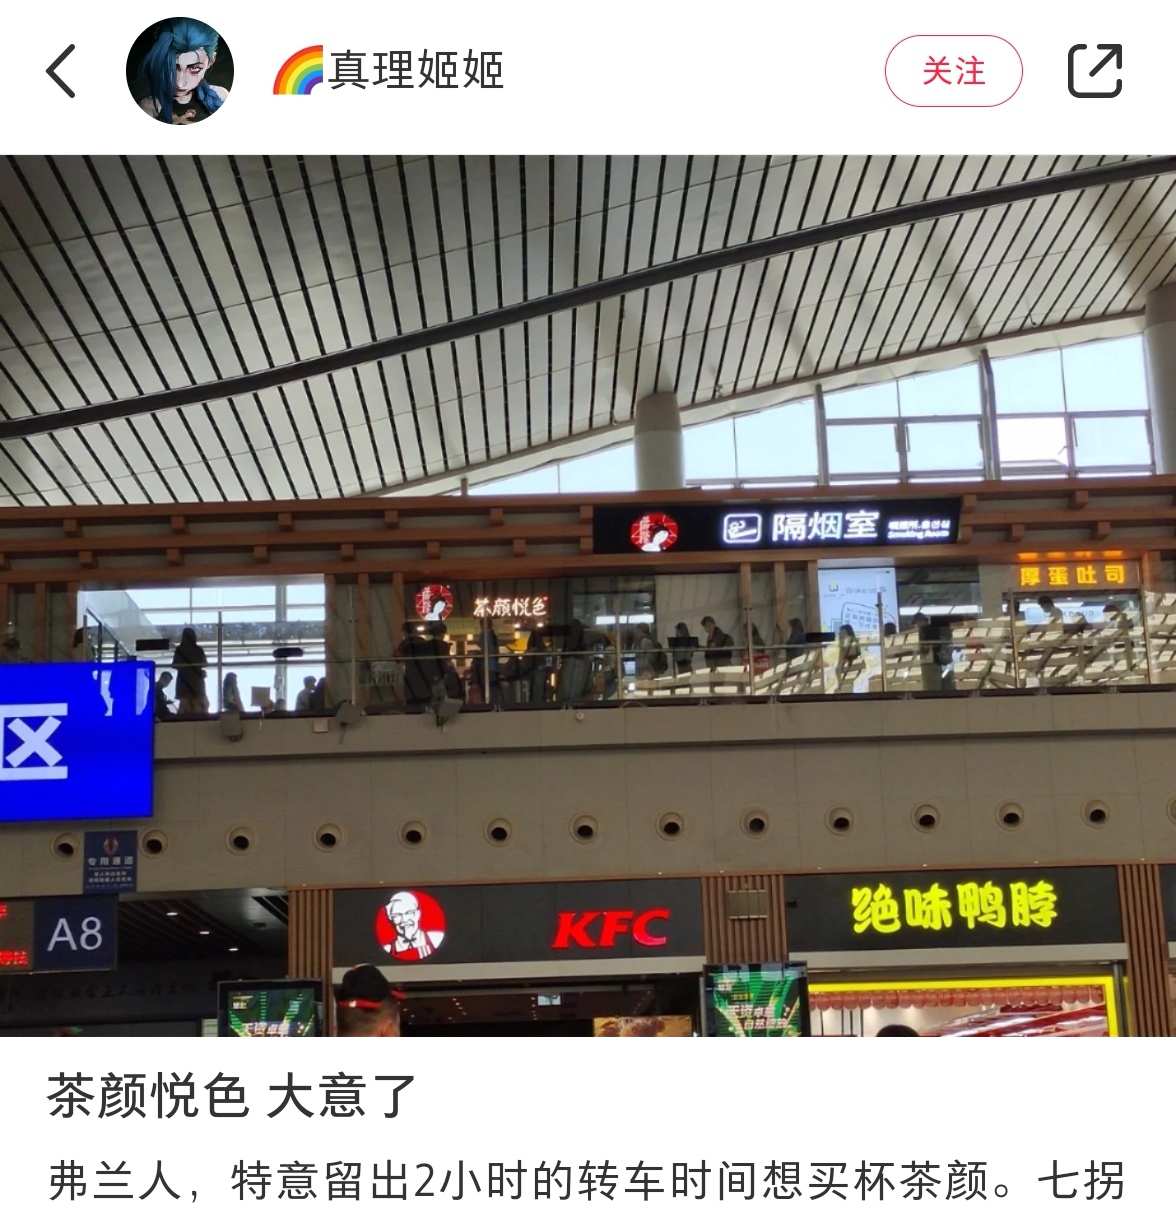 真理姬姬
关注
隔烟室
Smoking Room
茶颜悦色
厚蛋吐司
区
专用通道
A8
KFC
绝味鸭脖
茶颜悦色 大意了
弗兰人，特意留出2小时的转车时间想买杯茶颜。七拐